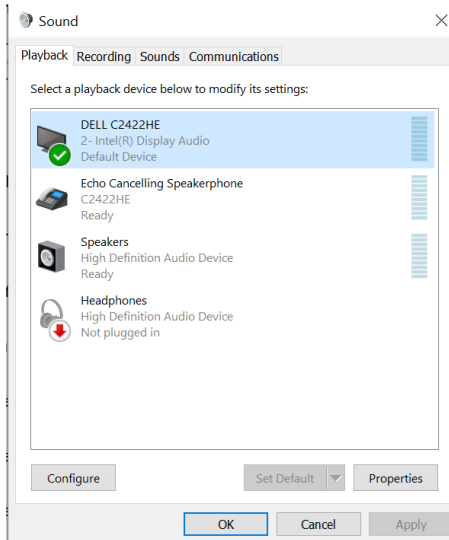 Sound
Playback Recording Sounds Communications
Select a playback device below to modify its settings:
DELL C2422HE
2- Intel(R) Display Audio
Default Device
Echo Cancelling Speakerphone
C2422HE
Ready
Speakers
High Definition Audio Device
Ready
Headphones
High Definition Audio Device
Not plugged in
Configure Set Default Properties
OK Cancel Apply